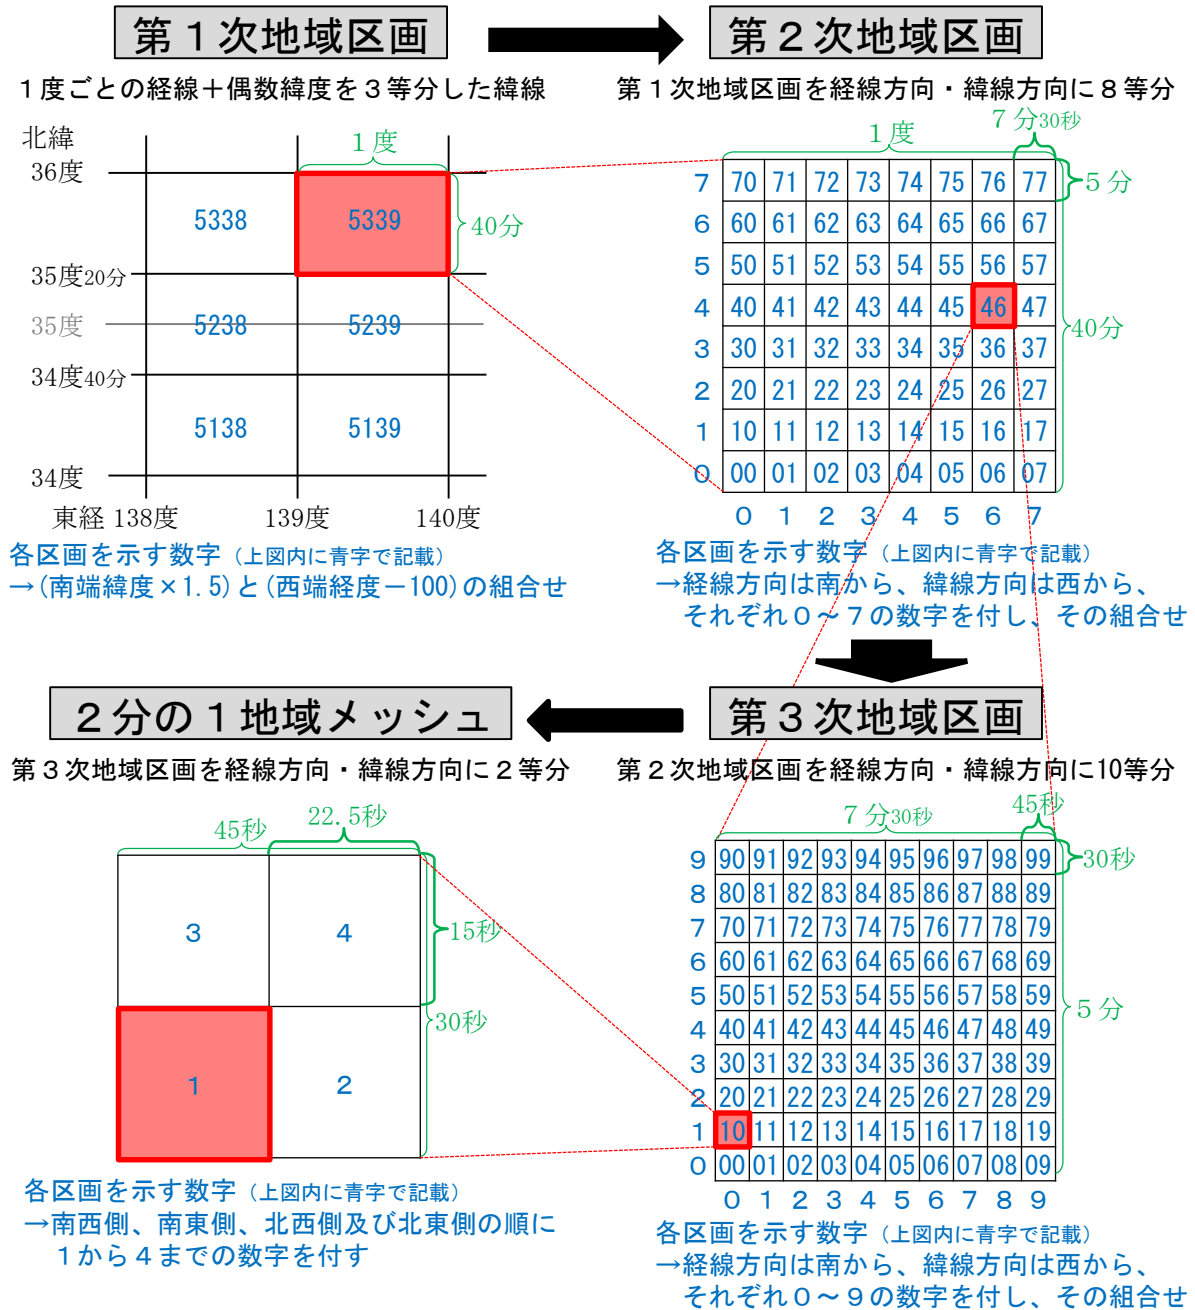 第１次地域区画
第２次地域区画
１度ごとの経線＋偶数緯度を３等分した緯線
第１次地域区画を経線方向・緯線方向に８等分
北緯
36度
35度20分
35度
34度40分
34度
１度
40分
5338 5339
5238 5239
5138 5139
東経 138度 139度 140度
各区画を示す数字（上図内に青字で記載）
→(南端緯度×1.5)と(西端経度－100)の組合せ
７分30秒
１度
５分
40分
7 70 71 72 73 74 75 76 77
6 60 61 62 63 64 65 66 67
5 50 51 52 53 54 55 56 57
4 40 41 42 43 44 45 46 47
3 30 31 32 33 34 35 36 37
2 20 21 22 23 24 25 26 27
1 10 11 12 13 14 15 16 17
0 00 01 02 03 04 05 06 07
0 1 2 3 4 5 6 7
各区画を示す数字（上図内に青字で記載）
→経線方向は南から、緯線方向は西から、
それぞれ０～７の数字を付し、その組合せ
２分の１地域メッシュ
第３次地域区画
第３次地域区画を経線方向・緯線方向に２等分
第２次地域区画を経線方向・緯線方向に10等分
45秒
22.5秒
15秒
30秒
3 4
1 2
各区画を示す数字（上図内に青字で記載）
→南西側、南東側、北西側及び北東側の順に
１から４までの数字を付す
７分30秒
45秒
30秒
５分
9 90 91 92 93 94 95 96 97 98 99
8 80 81 82 83 84 85 86 87 88 89
7 70 71 72 73 74 75 76 77 78 79
6 60 61 62 63 64 65 66 67 68 69
5 50 51 52 53 54 55 56 57 58 59
4 40 41 42 43 44 45 46 47 48 49
3 30 31 32 33 34 35 36 37 38 39
2 20 21 22 23 24 25 26 27 28 29
1 10 11 12 13 14 15 16 17 18 19
0 00 01 02 03 04 05 06 07 08 09
0 1 2 3 4 5 6 7 8 9
各区画を示す数字（上図内に青字で記載）
→経線方向は南から、緯線方向は西から、
それぞれ０～９の数字を付し、その組合せ